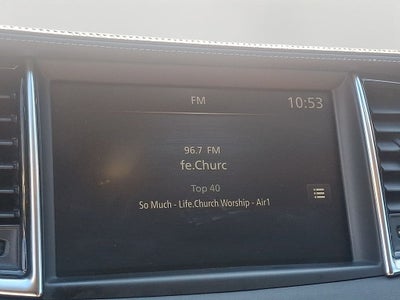 FM 10:53
96.7 FM
fe.Churc
Top 40
So Much - Life.Church Worship - Air1